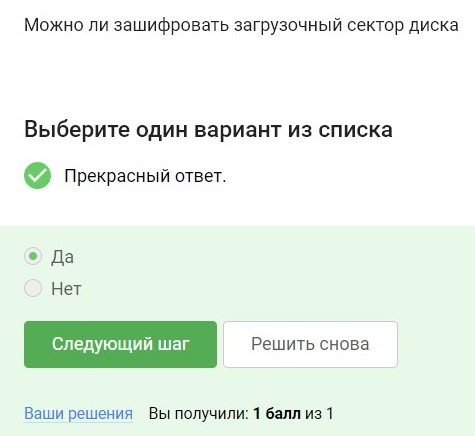 Можно ли зашифровать загрузочный сектор диска
Выберите один вариант из списка
Прекрасный ответ.
Да
Нет
Следующий шаг Решить снова
Ваши решения Вы получили: 1 балл из 1